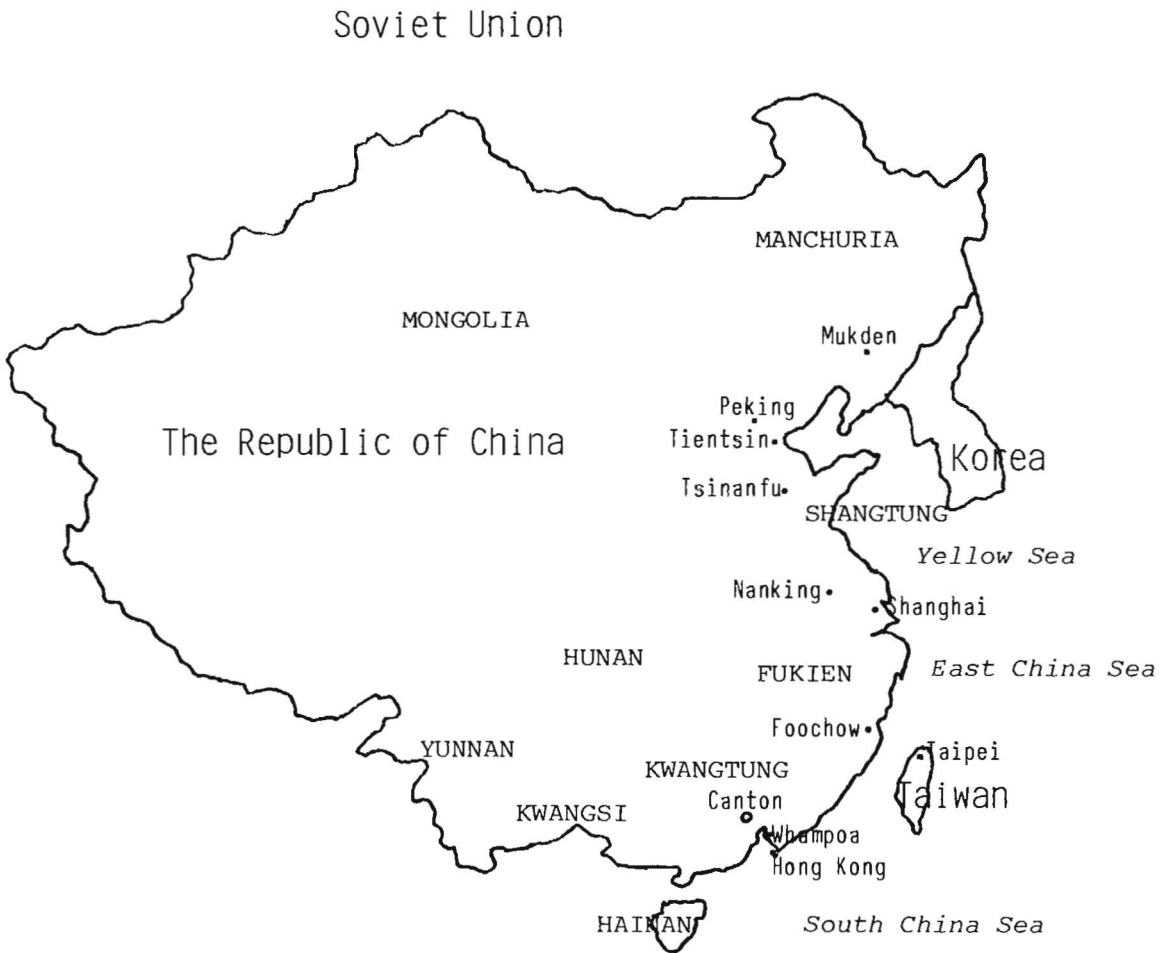 Soviet Union
MANCHURIA
MONGOLIA
Mukden
Peking
The Republic of China
Tientsin
Korea
Tsinanfu
SHANGTUNG
Yellow Sea
Nanking
Shanghai
HUNAN
FUKIEN
East China Sea
Foochow
YUNNAN
Taipei
KWANGTUNG
Taiwan
Canton
KWANGSI
Whampoa
Hong Kong
HAINAN
South China Sea